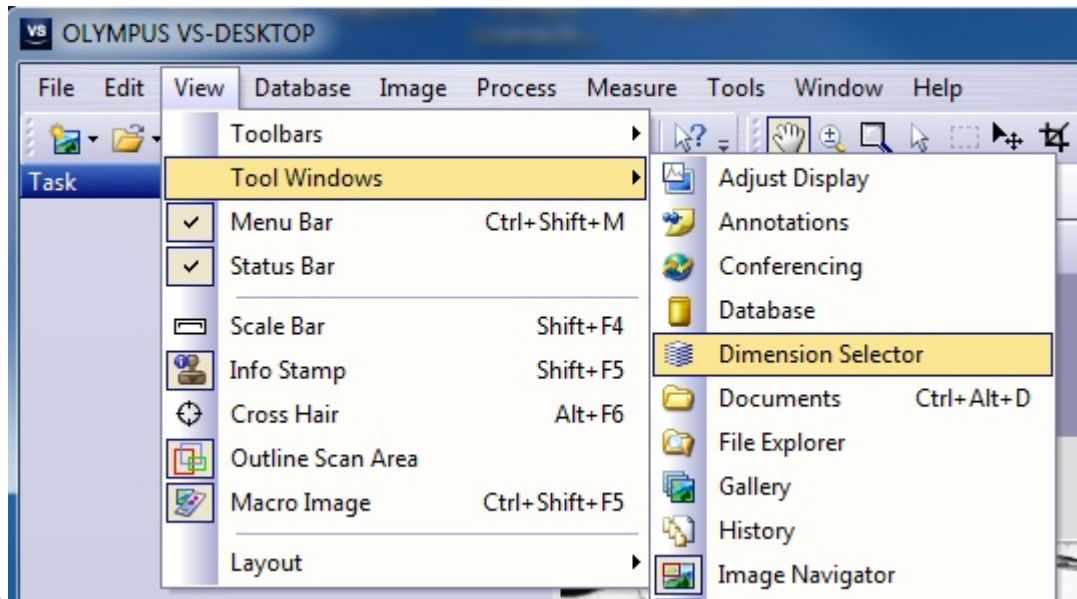 VS OLYMPUS VS-DESKTOP
File Edit View Database Image Process Measure Tools Window Help
Task
Toolbars
Tool Windows
Menu Bar Ctrl+Shift+M
Status Bar
Scale Bar Shift+F4
Info Stamp Shift+F5
Cross Hair Alt+F6
Outline Scan Area
Macro Image Ctrl+Shift+F5
Layout
Adjust Display
Annotations
Conferencing
Database
Dimension Selector
Documents Ctrl+Alt+D
File Explorer
Gallery
History
Image Navigator